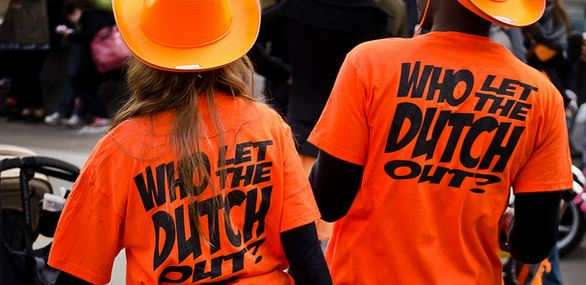 WHO LET
THE
DUTCH
OUT?
WHO LET
THE
DUTCH
OUT?